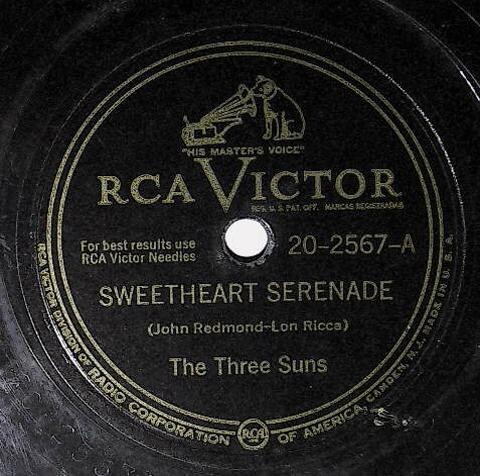 "HIS MASTER'S VOICE"
RCA VICTOR
REG. U. S. PAT. OFF. MARCAS REGISTRADAS
For best results use
RCA Victor Needles
20-2567-A
SWEETHEART SERENADE
(John Redmond-Lon Ricca)
The Three Suns
RCA VICTOR DIVISION OF RADIO CORPORATION OF AMERICA, CAMDEN, N. J. MADE IN U. S. A.
RCA